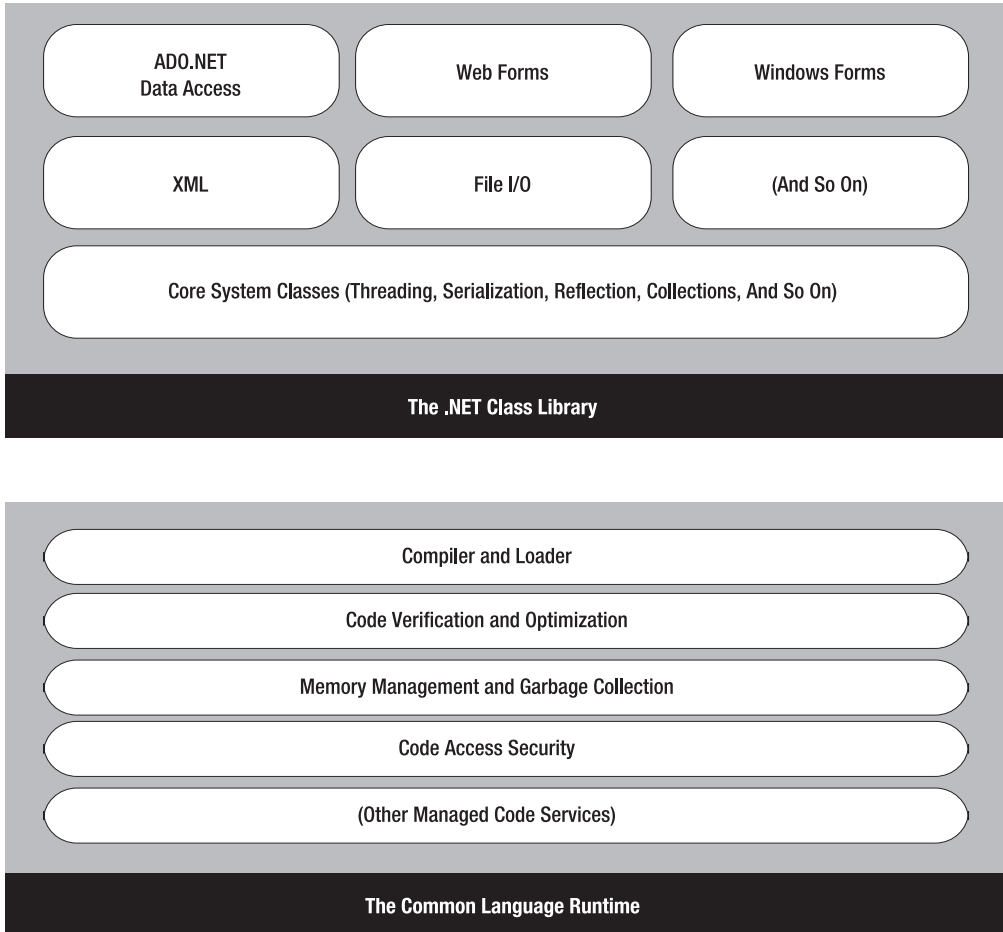 ADO.NET
Data Access
Web Forms
Windows Forms
XML
File I/O
(And So On)
Core System Classes (Threading, Serialization, Reflection, Collections, And So On)
The .NET Class Library
Compiler and Loader
Code Verification and Optimization
Memory Management and Garbage Collection
Code Access Security
(Other Managed Code Services)
The Common Language Runtime